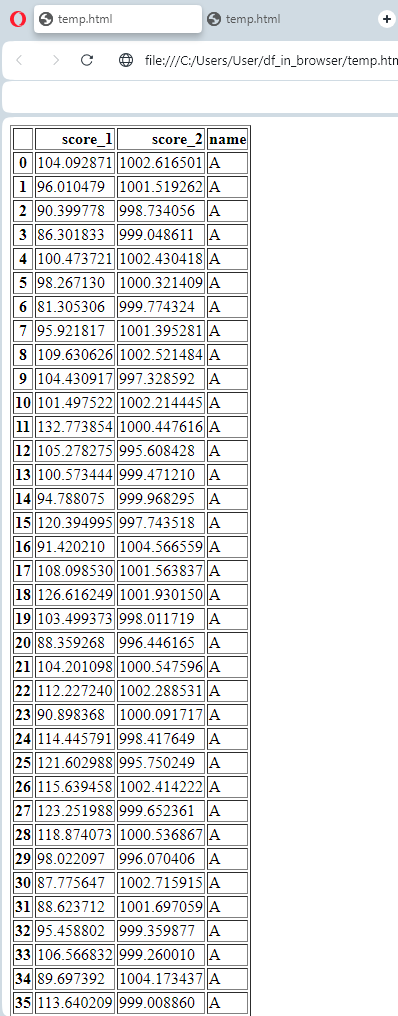 temp.html temp.html
file:///C:/Users/User/df_in_browser/temp.htm
score_1 score_2 name
0 104.092871 1002.616501 A
1 96.010479 1001.519262 A
2 90.399778 998.734056 A
3 86.301833 999.048611 A
4 100.473721 1002.430418 A
5 98.267130 1000.321409 A
6 81.305306 999.774324 A
7 95.921817 1001.395281 A
8 109.630626 1002.521484 A
9 104.430917 997.328592 A
10 101.497522 1002.214445 A
11 132.773854 1000.447616 A
12 105.278275 995.608428 A
13 100.573444 999.471210 A
14 94.788075 999.968295 A
15 120.394995 997.743518 A
16 91.420210 1004.566559 A
17 108.098530 1001.563837 A
18 126.616249 1001.930150 A
19 103.499373 998.011719 A
20 88.359268 996.446165 A
21 104.201098 1000.547596 A
22 112.227240 1002.288531 A
23 90.898368 1000.091717 A
24 114.445791 998.417649 A
25 121.602988 995.750249 A
26 115.639458 1002.414222 A
27 123.251988 999.652361 A
28 118.874073 1000.536867 A
29 98.022097 996.070406 A
30 87.775647 1002.715915 A
31 88.623712 1001.697059 A
32 95.458802 999.359877 A
33 106.566832 999.260010 A
34 89.697392 1004.173437 A
35 113.640209 999.008860 A